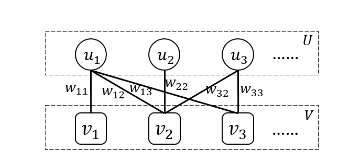 U
u1 u2 u3 ......
w11 w12 w13 w22 w32 w33
V
v1 v2 v3 ......